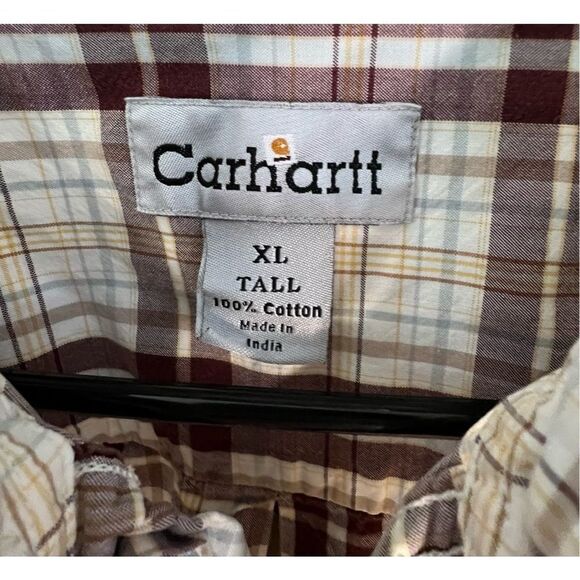 Carhartt
XL
TALL
100% Cotton
Made In
India